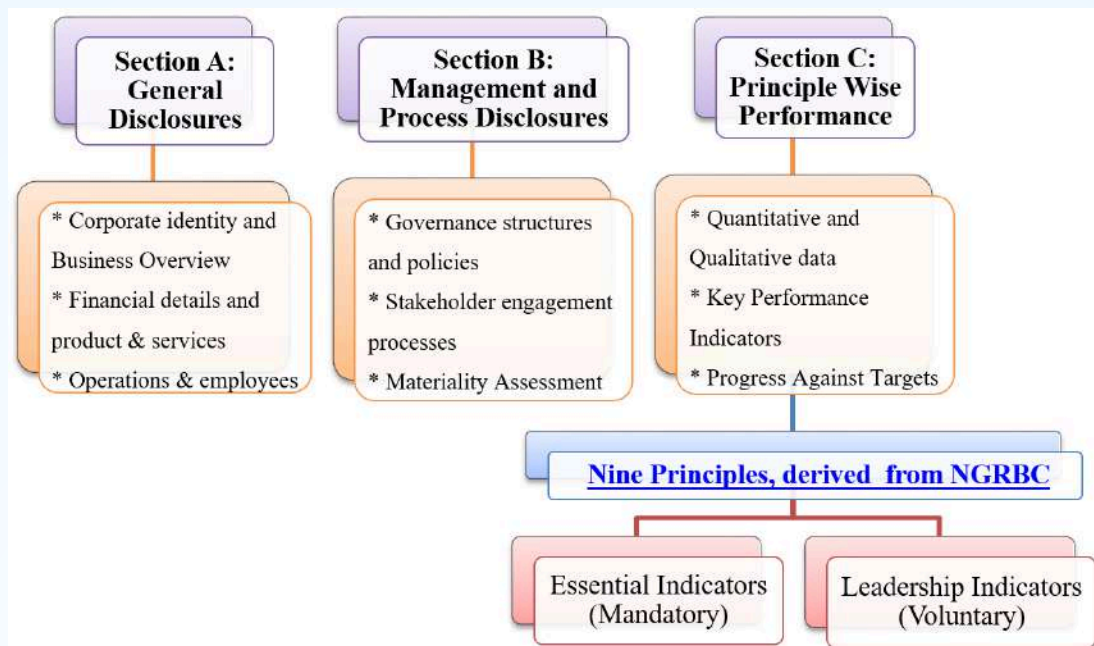 Section A:
General
Disclosures
* Corporate identity and
Business Overview
* Financial details and
product & services
* Operations & employees
Section B:
Management and
Process Disclosures
* Governance structures
and policies
* Stakeholder engagement
processes
* Materiality Assessment
Section C:
Principle Wise
Performance
* Quantitative and
Qualitative data
* Key Performance
Indicators
* Progress Against Targets
Nine Principles, derived from NGRBC
Essential Indicators
(Mandatory)
Leadership Indicators
(Voluntary)